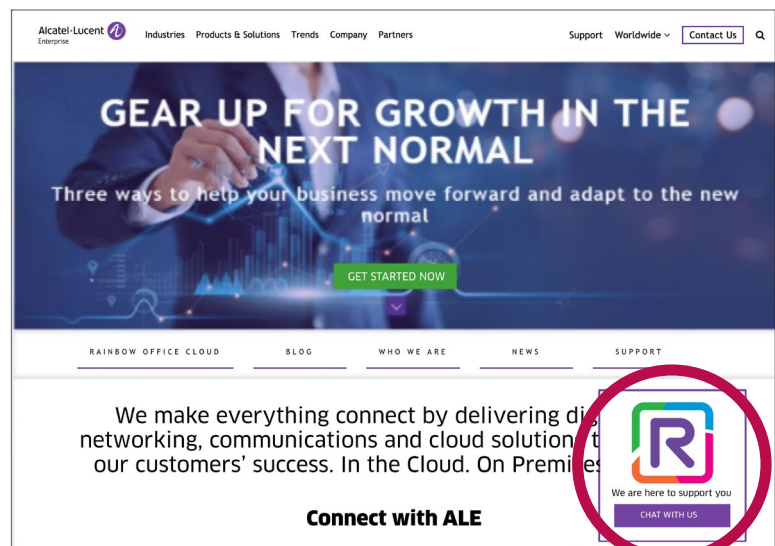 Alcatel-Lucent
Enterprise
Industries Products & Solutions Trends Company Partners
Support Worldwide Contact Us
GEAR UP FOR GROWTH IN THE
NEXT NORMAL
Three ways to help your business move forward and adapt to the new
normal
GET STARTED NOW
RAINBOW OFFICE CLOUD BLOG WHO WE ARE NEWS SUPPORT
We make everything connect by delivering
networking, communications and cloud solutions
our customers' success. In the Cloud. On
R
We are here to support you
CHAT WITH US
Connect with ALE